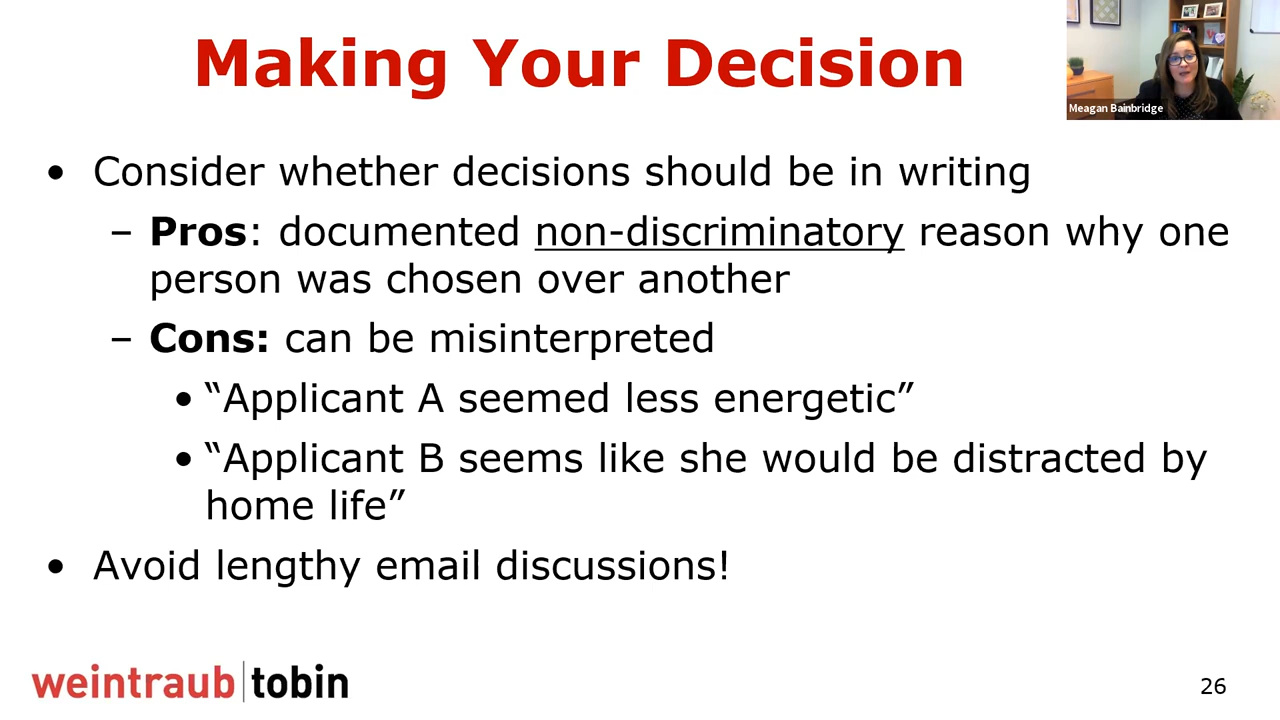 Making Your Decision
Meagan Bainbridge
• Consider whether decisions should be in writing
– Pros: documented non-discriminatory reason why one
person was chosen over another
– Cons: can be misinterpreted
• “Applicant A seemed less energetic”
• “Applicant B seems like she would be distracted by
home life”
• Avoid lengthy email discussions!
weintraub|tobin
26